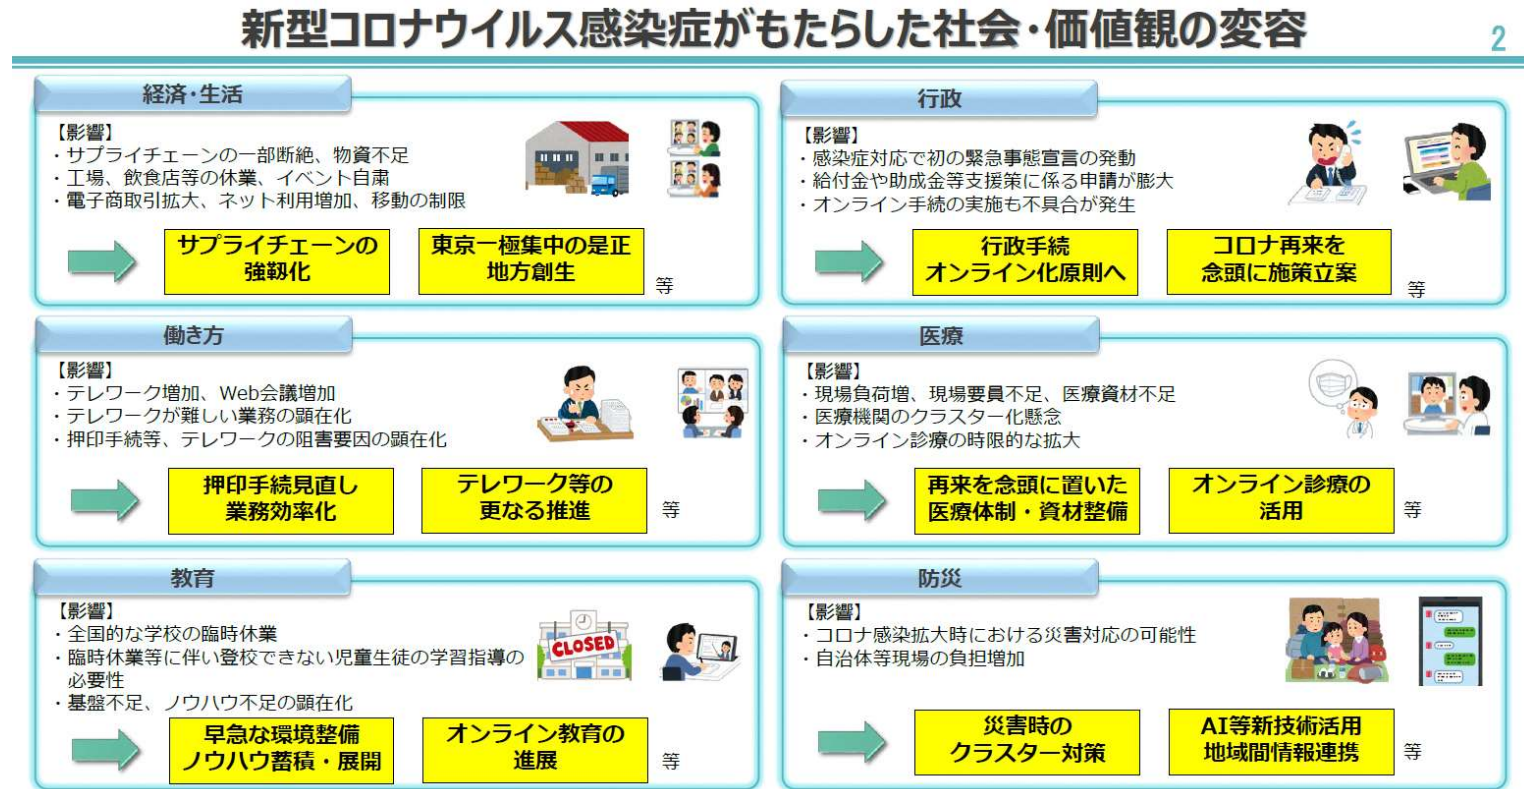 新型コロナウイルス感染症がもたらした社会・価値観の変容
2
経済・生活
【影響】
・サプライチェーンの一部断絶、物資不足
・工場、飲食店等の休業、イベント自粛
・電子商取引拡大、ネット利用増加、移動の制限
サプライチェーンの
強靱化
東京一極集中の是正
地方創生
等
行政
【影響】
・感染症対応で初の緊急事態宣言の発動
・給付金や助成金等支援策に係る申請が膨大
・オンライン手続の実施も不具合が発生
行政手続
オンライン化原則へ
コロナ再来を
念頭に施策立案
等
働き方
【影響】
・テレワーク増加、Web会議増加
・テレワークが難しい業務の顕在化
・押印手続等、テレワークの阻害要因の顕在化
押印手続見直し
業務効率化
テレワーク等の
更なる推進
等
医療
【影響】
・現場負荷増、現場要員不足、医療資材不足
・医療機関のクラスター化懸念
・オンライン診療の時限的な拡大
再来を念頭に置いた
医療体制・資材整備
オンライン診療の
活用
等
教育
【影響】
・全国的な学校の臨時休業
・臨時休業等に伴い登校できない児童生徒の学習指導の
必要性
・基盤不足、ノウハウ不足の顕在化
CLOSED
早急な環境整備
ノウハウ蓄積・展開
オンライン教育の
進展
等
防災
【影響】
・コロナ感染拡大時における災害対応の可能性
・自治体等現場の負担増加
災害時の
クラスター対策
AI等新技術活用
地域間情報連携
等